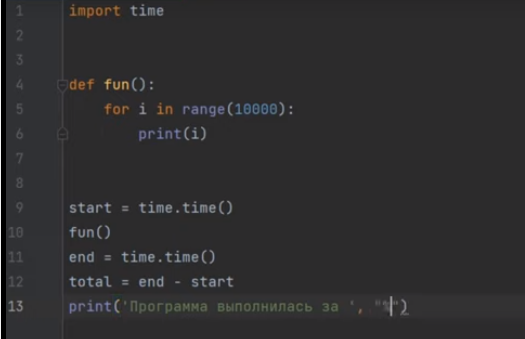 1 import time
2
3
4 def fun():
5 for i in range(10000):
6 print(i)
7
8
9 start = time.time()
10 fun()
11 end = time.time()
12 total = end - start
13 print('Программа выполнилась за ', "%")